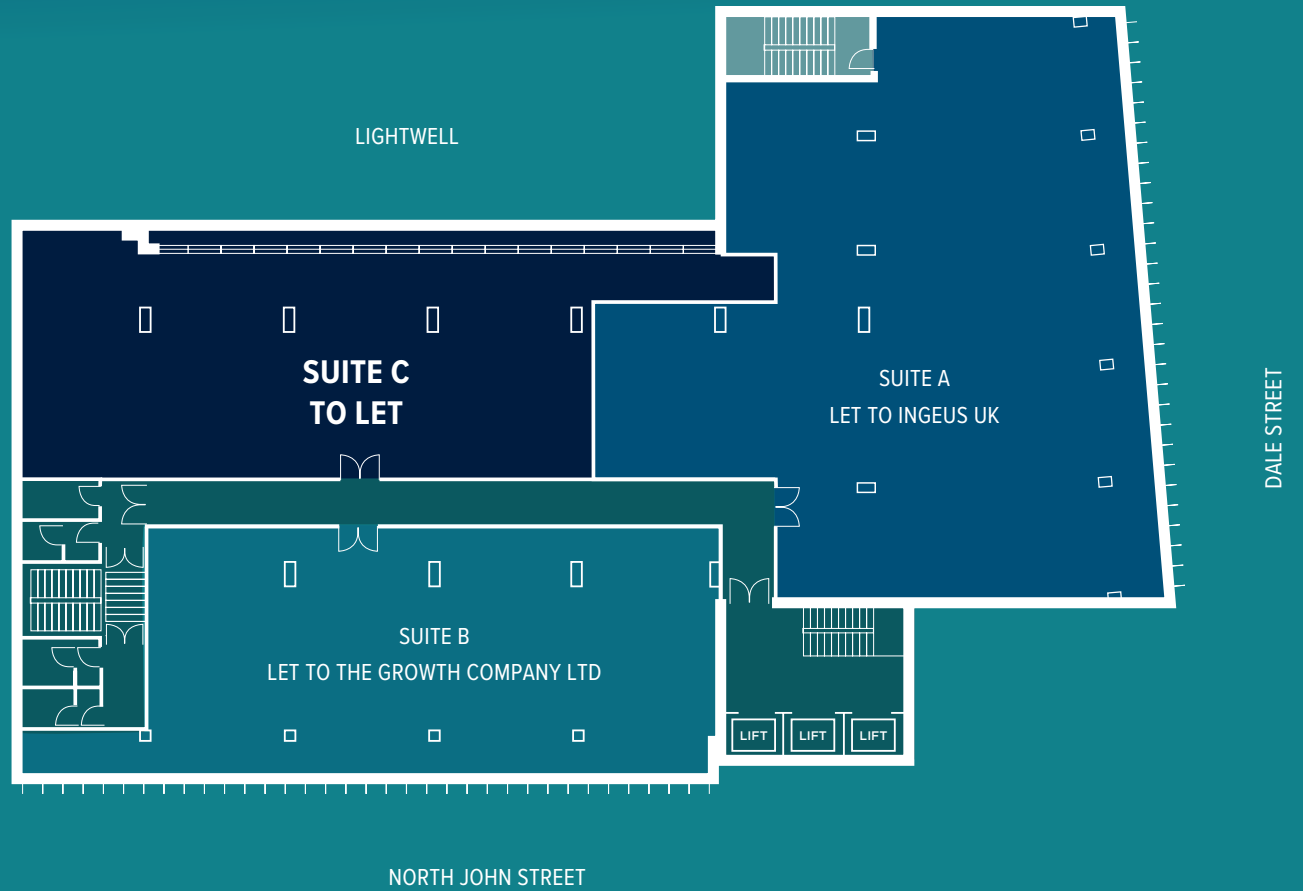 LIGHTWELL
SUITE C
TO LET
SUITE A
LET TO INGEUS UK
DALE STREET
SUITE B
LET TO THE GROWTH COMPANY LTD
LIFT LIFT LIFT
NORTH JOHN STREET